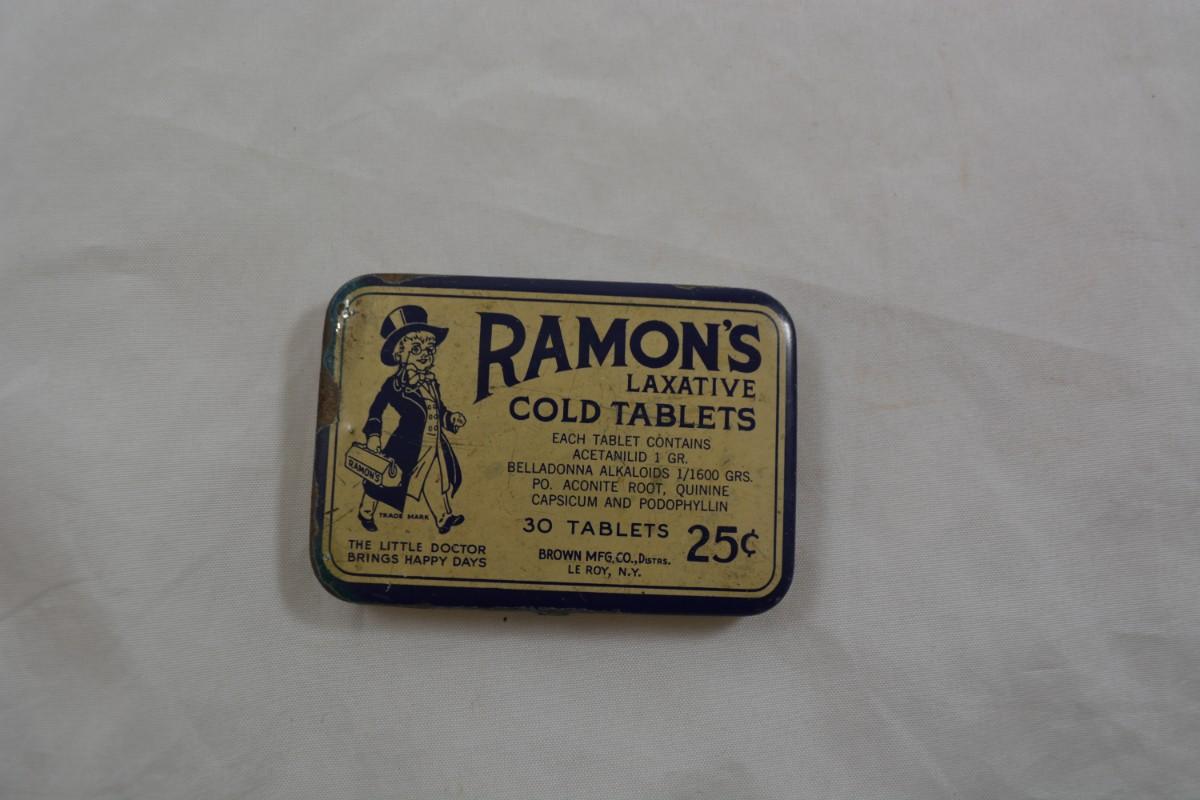 RAMON'S
LAXATIVE
COLD TABLETS
EACH TABLET CONTAINS
ACETANILID 1 GR.
BELLADONNA ALKALOIDS 1/1600 GRS.
PO. ACONITE ROOT, QUININE
CAPSICUM AND PODOPHYLLIN
30 TABLETS 25¢
BROWN MFG.CO., DISTRS.
LE ROY, N.Y.
RAMON'S
TRADE MARK
THE LITTLE DOCTOR
BRINGS HAPPY DAYS